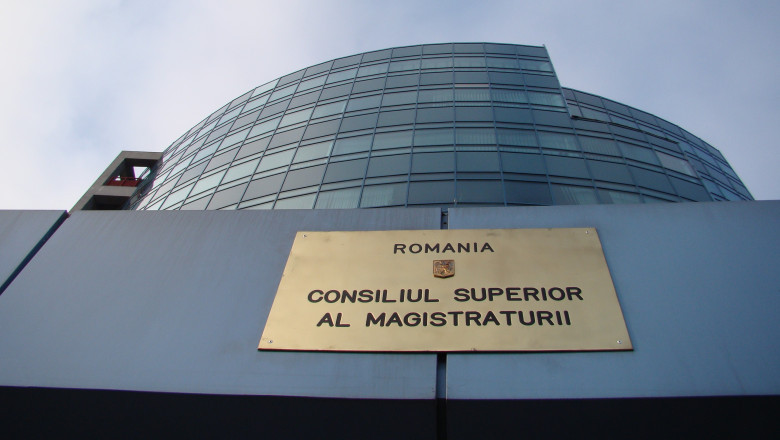 ROMANIA
CONSILIUL SUPERIOR
AL MAGISTRATURII